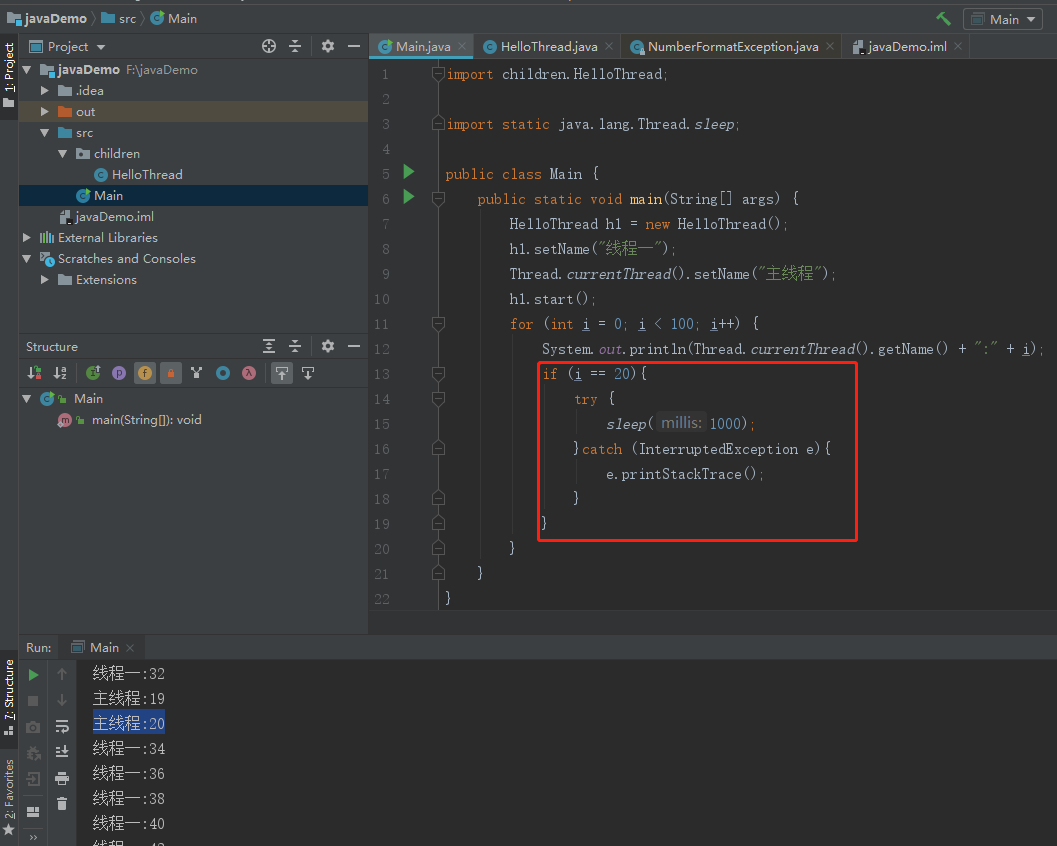 javaDemo src Main Main
1: Project
Project
Main.java HelloThread.java NumberFormatException.java javaDemo.iml
javaDemo F:\javaDemo
.idea
out
src
children
HelloThread
Main
javaDemo.iml
External Libraries
Scratches and Consoles
Extensions
Structure
Main
main(String[]): void
1 import children.HelloThread;
2
3 import static java.lang.Thread.sleep;
4
5 public class Main {
6 public static void main(String[] args) {
7 HelloThread h1 = new HelloThread();
8 h1.setName("线程一");
9 Thread.currentThread().setName("主线程");
10 h1.start();
11 for (int i = 0; i < 100; i++) {
12 System.out.println(Thread.currentThread().getName() + ":" + i);
13 if (i == 20){
14 try {
15 sleep( millis: 1000);
16 }catch (InterruptedException e){
17 e.printStackTrace();
18 }
19 }
20 }
21 }
22 }
Run: Main
7: Structure
2: Favorites
线程一:32
主线程:19
主线程:20
线程一:34
线程一:36
线程一:38
线程一:40